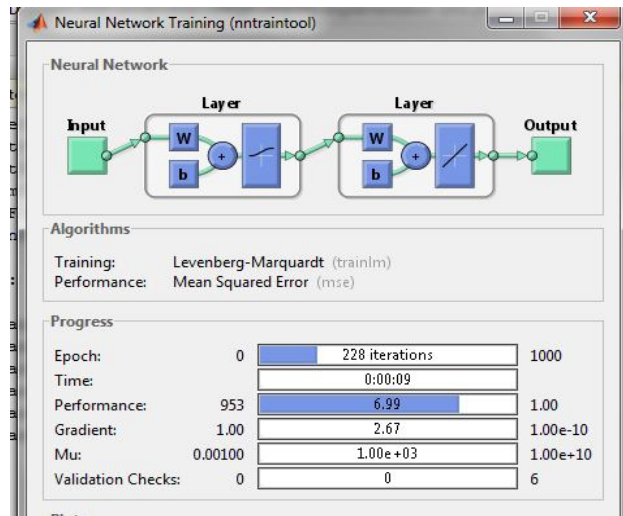 Neural Network Training (nntraintool)
Neural Network
Layer Layer
Input Output
W W
+ +
b b
Algorithms
Training: Levenberg-Marquardt (trainlm)
Performance: Mean Squared Error (mse)
Progress
Epoch: 0 228 iterations 1000
Time: 0:00:09
Performance: 953 6.99 1.00
Gradient: 1.00 2.67 1.00e-10
Mu: 0.00100 1.00e+03 1.00e+10
Validation Checks: 0 0 6